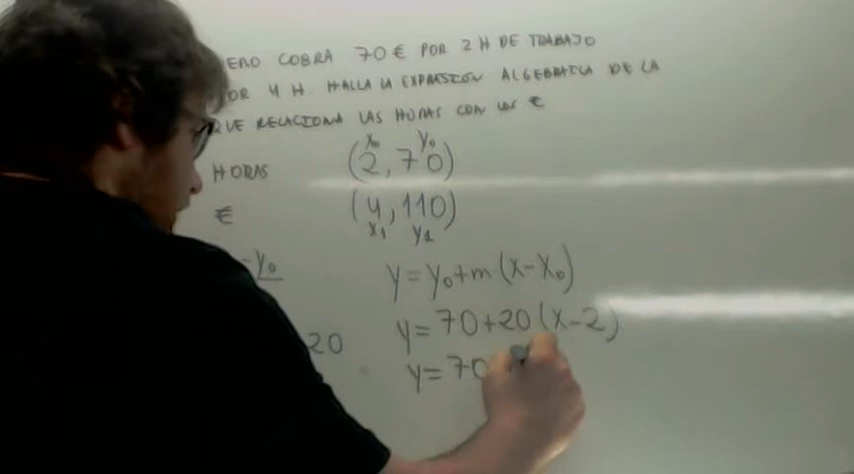 ERO COBRA 70 € POR 2 H DE TRABAJO
OR 4 H. HALLA LA EXPRESIÓN ALGEBRAICA DE LA
QUE RELACIONA LAS HORAS CON LOS €
x₀ y₀
HORAS (2, 70)
€ (4, 110)
x₁ y₁
-y₀ y = y₀ + m (x - x₀)
20 y = 70 + 20 (x - 2)
y = 70